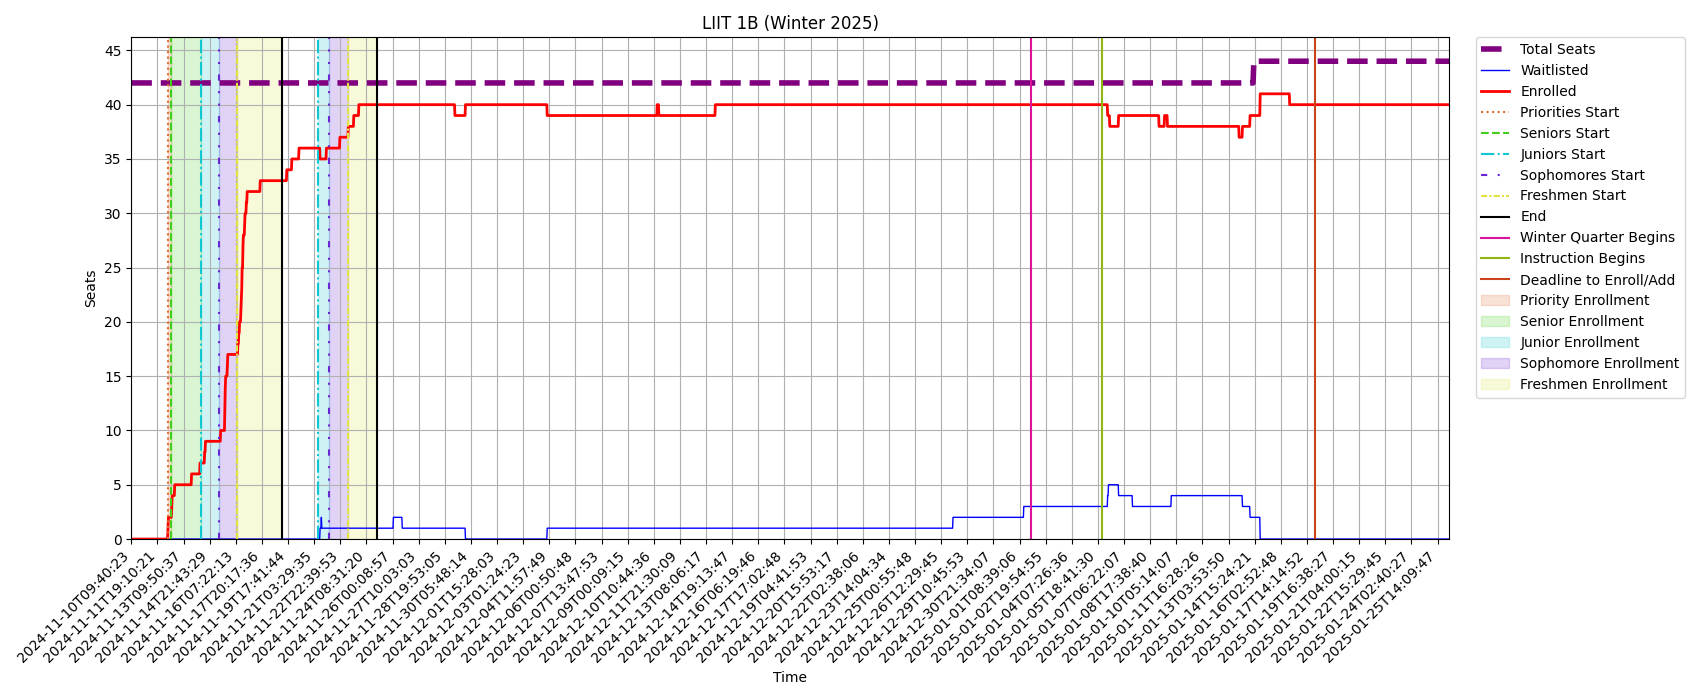 LIIT 1B (Winter 2025)
Seats
45
40
35
30
25
20
15
10
5
0
2024-11-10T09:40:23
2024-11-11T19:10:21
2024-11-13T09:50:37
2024-11-14T21:43:29
2024-11-16T07:22:13
2024-11-17T20:17:36
2024-11-19T17:41:44
2024-11-21T03:29:35
2024-11-22T22:39:53
2024-11-24T08:31:20
2024-11-26T00:08:57
2024-11-27T10:03:03
2024-11-28T19:53:05
2024-11-30T05:48:14
2024-12-01T15:28:03
2024-12-03T01:24:23
2024-12-04T11:57:49
2024-12-06T00:50:48
2024-12-07T13:47:53
2024-12-09T00:09:15
2024-12-10T10:44:36
2024-12-11T21:30:09
2024-12-13T08:06:17
2024-12-14T19:13:47
2024-12-16T06:19:46
2024-12-17T17:02:48
2024-12-19T04:41:53
2024-12-20T15:53:17
2024-12-22T02:38:06
2024-12-23T14:04:34
2024-12-25T00:55:48
2024-12-26T12:29:45
2024-12-29T10:45:53
2024-12-30T21:34:07
2025-01-01T08:39:06
2025-01-02T19:54:55
2025-01-04T07:26:36
2025-01-05T18:41:30
2025-01-07T06:22:07
2025-01-08T17:38:40
2025-01-10T05:14:07
2025-01-11T16:28:26
2025-01-13T03:53:50
2025-01-14T15:24:21
2025-01-16T02:52:48
2025-01-17T14:14:52
2025-01-19T16:38:27
2025-01-21T04:00:15
2025-01-22T15:29:45
2025-01-24T02:40:27
2025-01-25T14:09:47
Time
Total Seats
Waitlisted
Enrolled
Priorities Start
Seniors Start
Juniors Start
Sophomores Start
Freshmen Start
End
Winter Quarter Begins
Instruction Begins
Deadline to Enroll/Add
Priority Enrollment
Senior Enrollment
Junior Enrollment
Sophomore Enrollment
Freshmen Enrollment